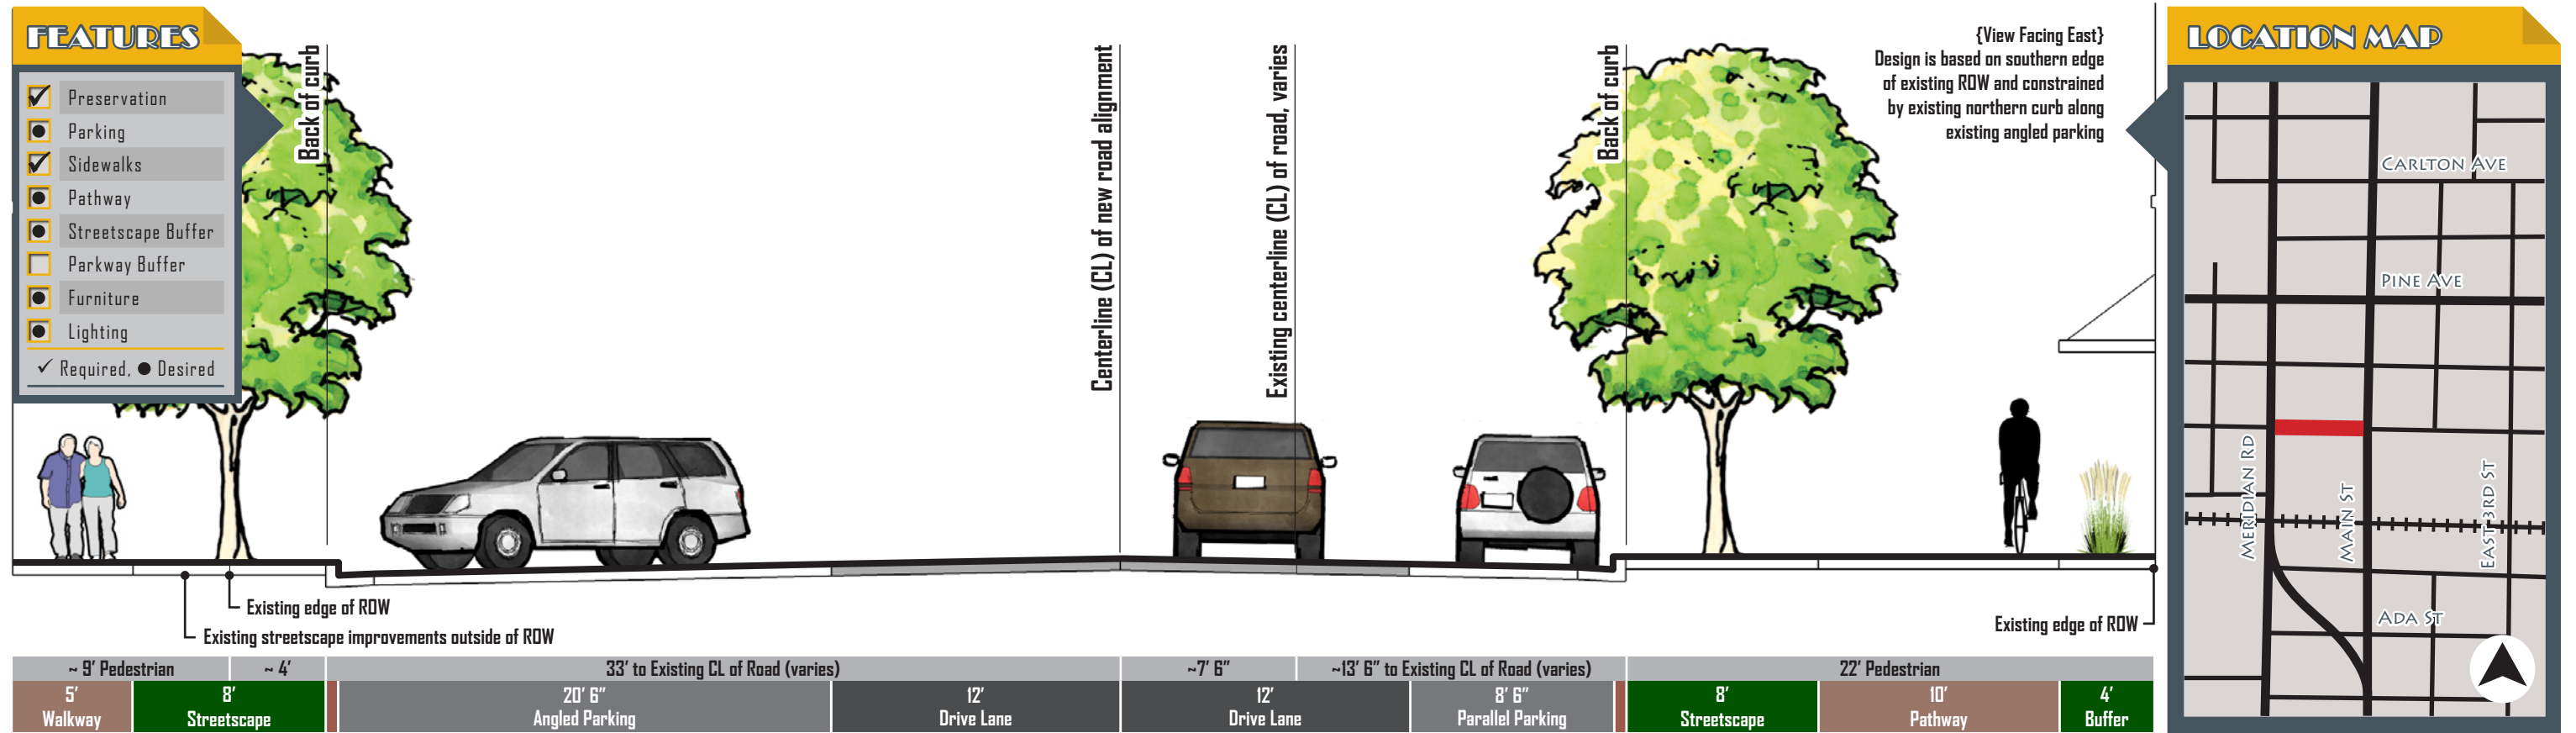 FEATURES
Preservation
Parking
Sidewalks
Pathway
Streetscape Buffer
Parkway Buffer
Furniture
Lighting
✓ Required, ● Desired
Back of curb
Centerline (CL) of new road alignment
Existing centerline (CL) of road, varies
Back of curb
{View Facing East}
Design is based on southern edge
of existing ROW and constrained
by existing northern curb along
existing angled parking
Existing edge of ROW
Existing streetscape improvements outside of ROW
Existing edge of ROW
~ 9' Pedestrian
~ 4'
33' to Existing CL of Road (varies)
~7' 6"
~13' 6" to Existing CL of Road (varies)
22' Pedestrian
5'
Walkway
8'
Streetscape
20' 6"
Angled Parking
12'
Drive Lane
12'
Drive Lane
8' 6"
Parallel Parking
8'
Streetscape
10'
Pathway
4'
Buffer
LOCATION MAP
CARLTON AVE
PINE AVE
MERIDIAN RD
MAIN ST
EAST 3RD ST
ADA ST